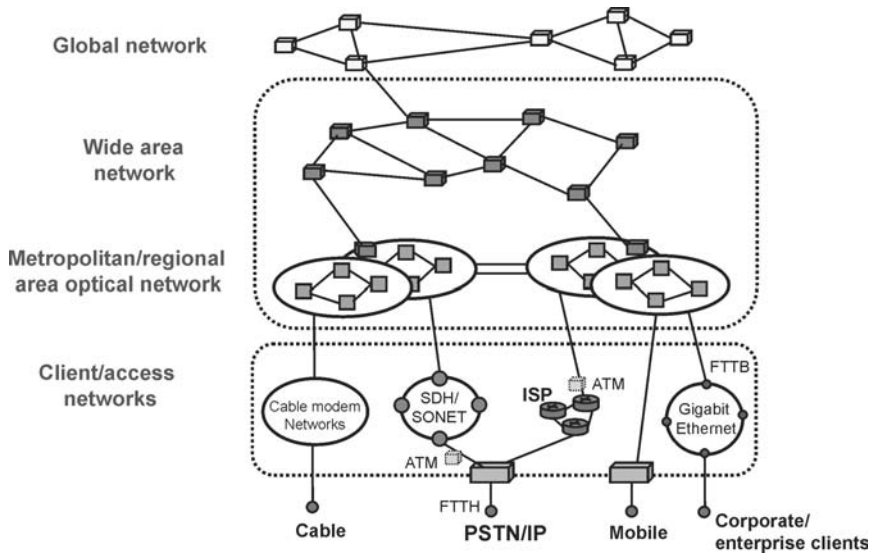 Global network
Wide area
network
Metropolitan/regional
area optical network
Client/access
networks
Cable modem
Networks
SDH/
SONET
ATM
ISP
ATM
FTTB
Gigabit
Ethernet
FTTH
Cable
PSTN/IP
Mobile
Corporate/
enterprise clients